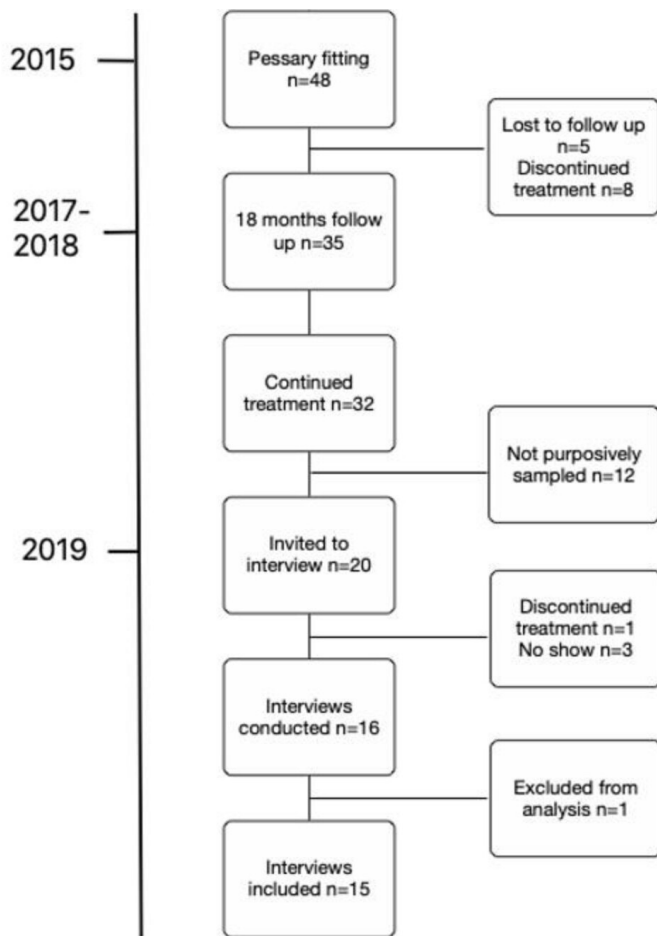 2015
Pessary fitting
n=48
Lost to follow up
n=5
Discontinued
treatment n=8
2017-
2018
18 months follow
up n=35
Continued
treatment n=32
Not purposively
sampled n=12
2019
Invited to
interview n=20
Discontinued
treatment n=1
No show n=3
Interviews
conducted n=16
Excluded from
analysis n=1
Interviews
included n=15